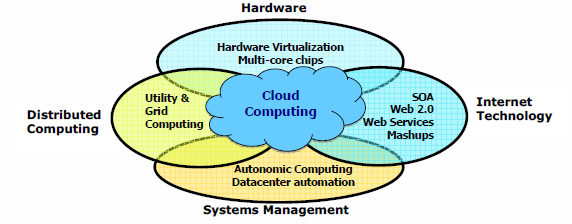 Hardware
Hardware Virtualization
Multi-core chips
Distributed
Computing
Utility &
Grid
Computing
Cloud
Computing
SOA
Web 2.0
Web Services
Mashups
Internet
Technology
Autonomic Computing
Datacenter automation
Systems Management